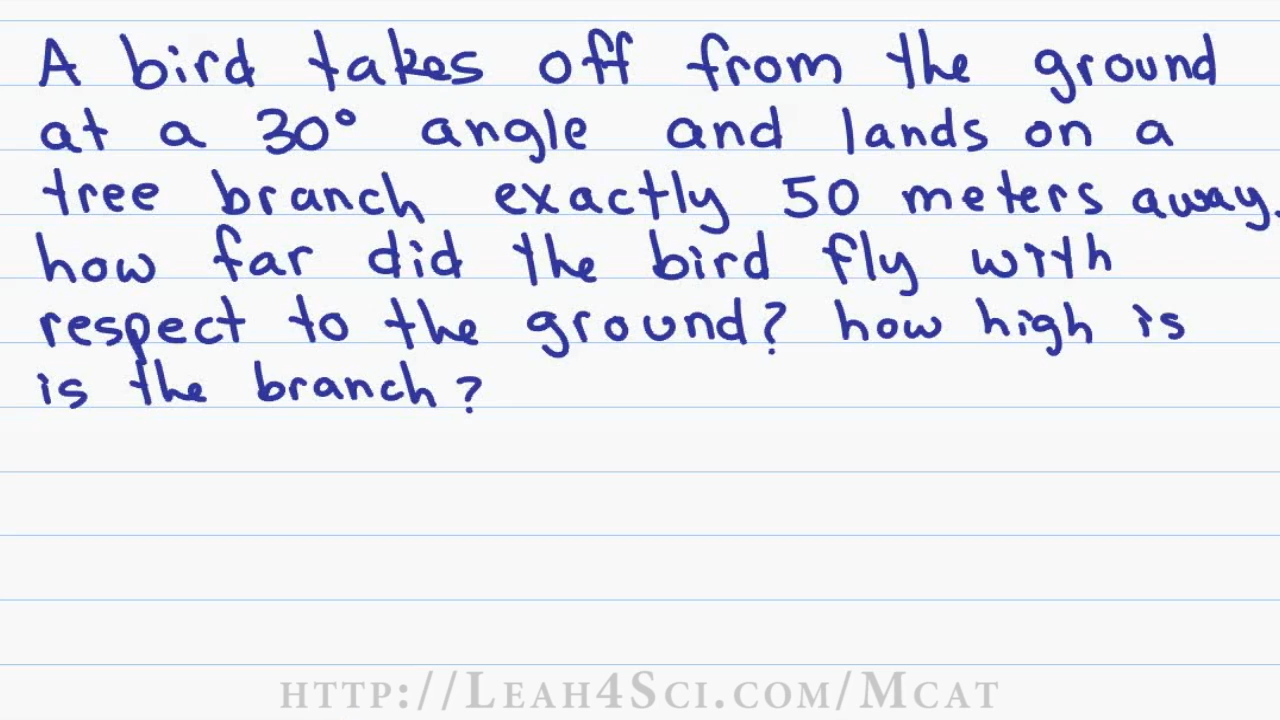 A bird takes off from the ground
at a 30° angle and lands on a
tree branch exactly 50 meters away.
how far did the bird fly with
respect to the ground? how high is
is the branch?
HTTP://LEAH4SCI.COM/MCAT